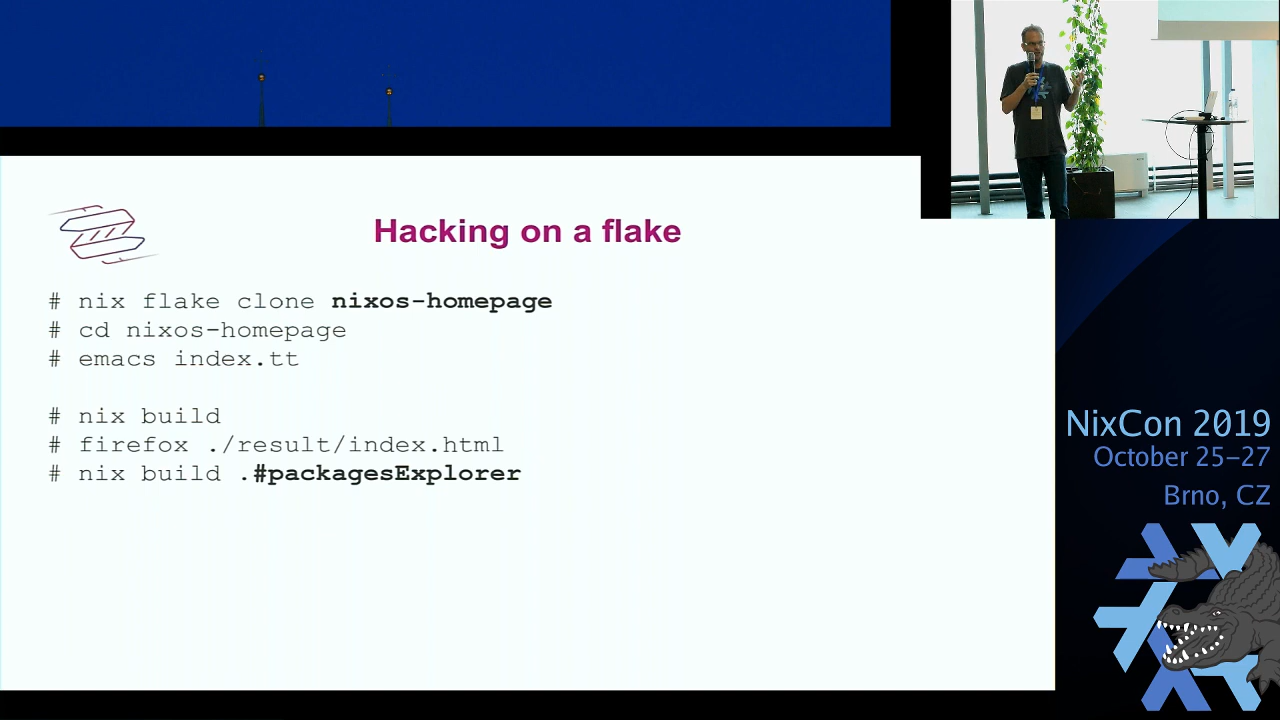 Hacking on a flake
# nix flake clone nixos-homepage
# cd nixos-homepage
# emacs index.tt
# nix build
# firefox ./result/index.html
# nix build .#packagesExplorer
NixCon 2019
October 25–27
Brno, CZ